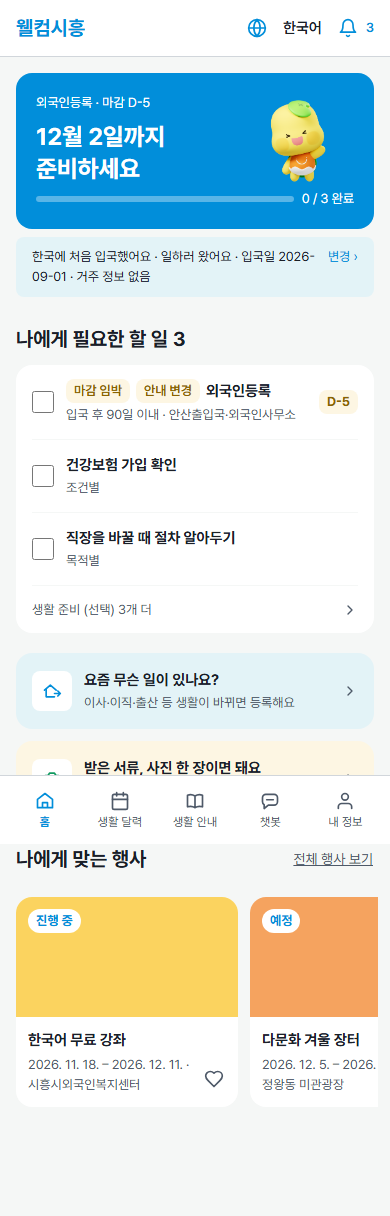 웰컴시흥
한국어
3
외국인등록 · 마감 D-5
12월 2일까지
준비하세요
0 / 3 완료
한국에 처음 입국했어요 · 일하러 왔어요 · 입국일 2026-
09-01 · 거주 정보 없음
변경 ›
나에게 필요한 할 일 3
마감 임박 안내 변경 외국인등록
입국 후 90일 이내 · 안산출입국·외국인사무소
D-5
건강보험 가입 확인
조건별
직장을 바꿀 때 절차 알아두기
목적별
생활 준비 (선택) 3개 더
요즘 무슨 일이 있나요?
이사·이직·출산 등 생활이 바뀌면 등록해요
받은 서류, 사진 한 장이면 돼요
홈
생활 달력
생활 안내
챗봇
내 정보
나에게 맞는 행사
전체 행사 보기
진행 중
한국어 무료 강좌
2026. 11. 18. – 2026. 12. 11. ·
시흥시외국인복지센터
예정
다문화 겨울 장터
2026. 12. 5. – 2026.
정왕동 미관광장